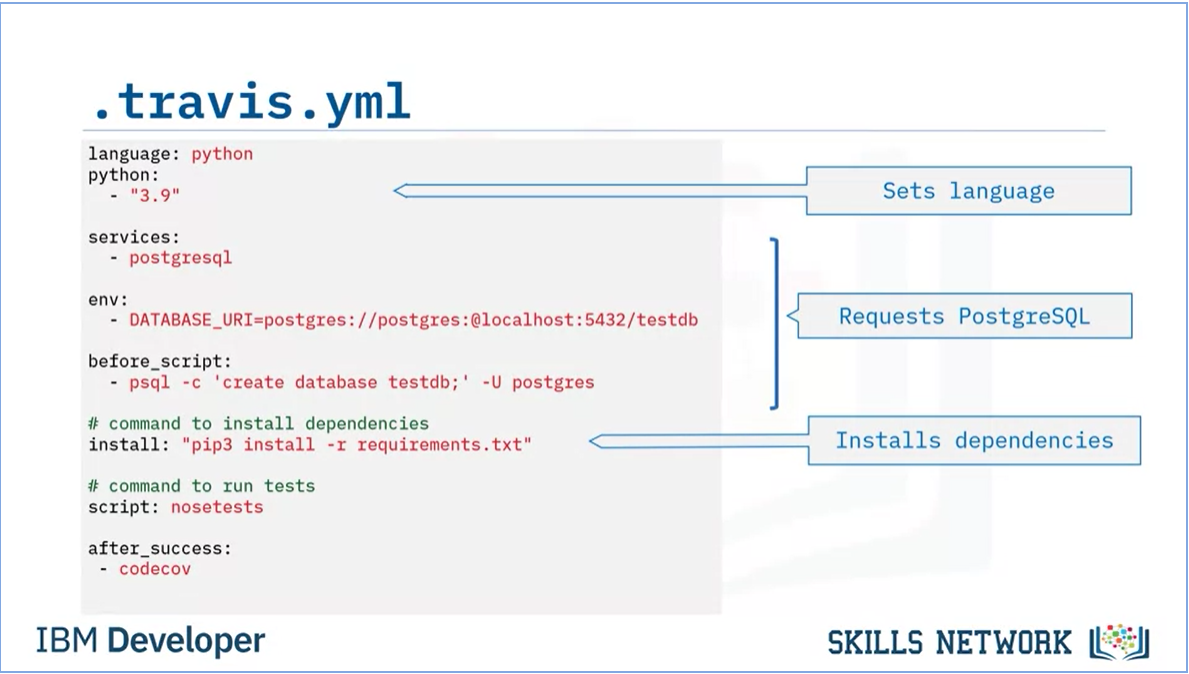 .travis.yml
language: python
python:
  - "3.9"
Sets language
services:
  - postgresql
env:
  - DATABASE_URI=postgres://postgres:@localhost:5432/testdb
Requests PostgreSQL
before_script:
  - psql -c 'create database testdb;' -U postgres
# command to install dependencies
install: "pip3 install -r requirements.txt"
Installs dependencies
# command to run tests
script: nosetests
after_success:
 - codecov
IBM Developer
SKILLS NETWORK